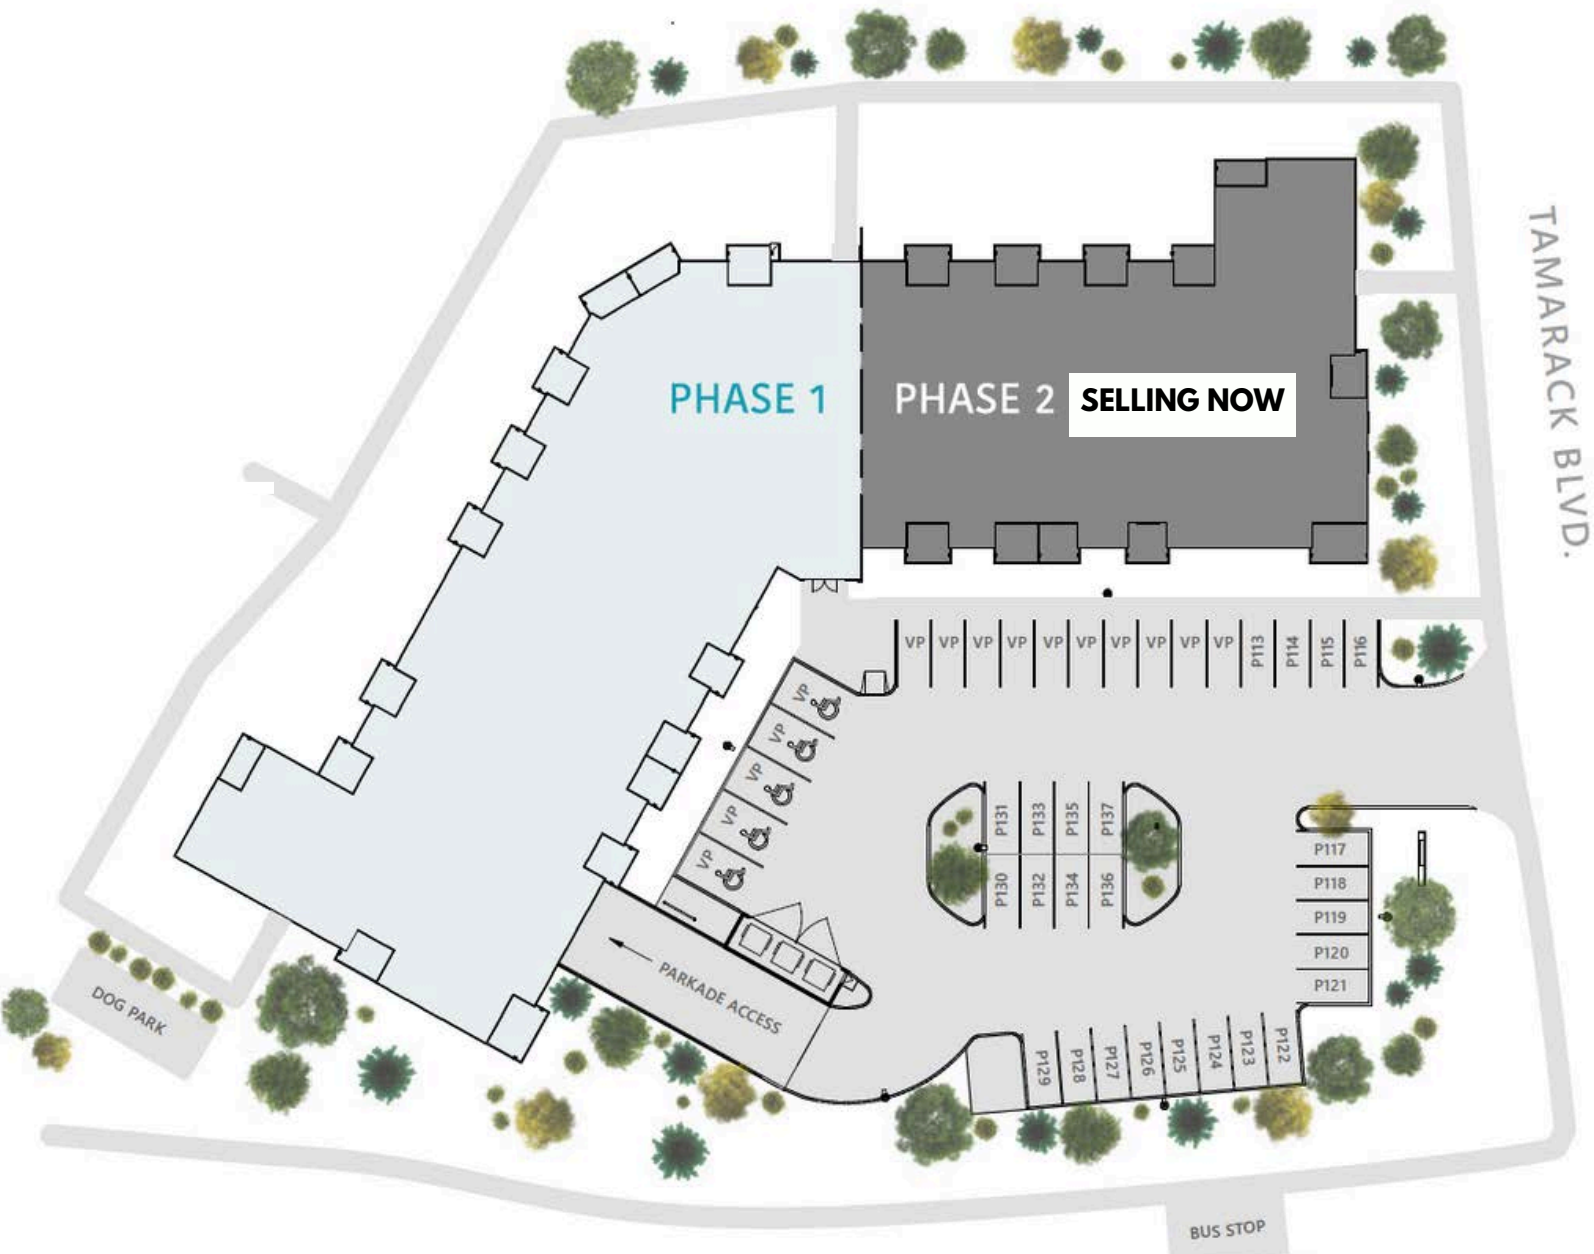 TAMARACK BLVD.
PHASE 1
PHASE 2
SELLING NOW
VP VP VP VP VP VP VP VP VP VP P113 P114 P115 P116
VP
VP
VP
VP
VP
P131 P133 P135 P137
P130 P132 P134 P136
P117
P118
P119
P120
P121
PARKADE ACCESS
DOG PARK
P129 P128 P127 P126 P125 P124 P123 P122
BUS STOP